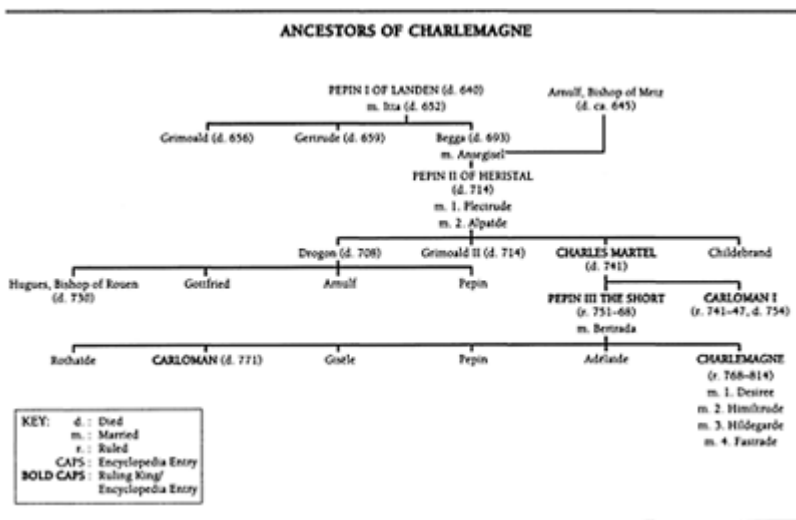 ANCESTORS OF CHARLEMAGNE
PEPIN I OF LANDEN (d. 640)
m. Itta (d. 652)
Arnulf, Bishop of Metz
(d. ca. 645)
Grimoald (d. 656)
Gertrude (d. 659)
Begga (d. 693)
m. Ansegisel
PEPIN II OF HERISTAL
(d. 714)
m. 1. Plectrude
m. 2. Alpaïde
Drogon (d. 708)
Grimoald II (d. 714)
CHARLES MARTEL
(d. 741)
Childebrand
Hugues, Bishop of Rouen
(d. 730)
Gottfried
Arnulf
Pepin
PEPIN III THE SHORT
(r. 751–68)
m. Bertrada
CARLOMAN I
(r. 741–47, d. 754)
Rothaïde
CARLOMAN (d. 771)
Gisèle
Pepin
Adelaide
CHARLEMAGNE
(r. 768–814)
m. 1. Desiree
m. 2. Himiltrude
m. 3. Hildegarde
m. 4. Fastrade
KEY: d. : Died
m. : Married
r. : Ruled
CAPS : Encyclopedia Entry
BOLD CAPS : Ruling King/
Encyclopedia Entry